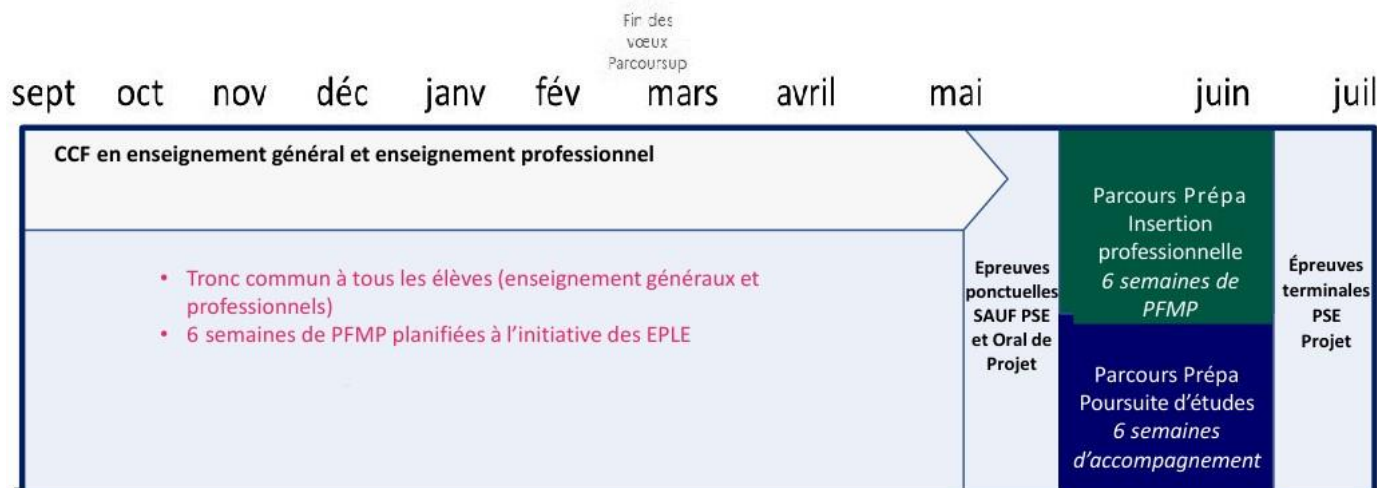 Fin des
vœux
Parcoursup
sept oct nov déc janv fév mars avril mai juin juil
CCF en enseignement général et enseignement professionnel
• Tronc commun à tous les élèves (enseignement généraux et
professionnels)
• 6 semaines de PFMP planifiées à l’initiative des EPLE
Epreuves
ponctuelles
SAUF PSE
et Oral de
Projet
Parcours Prépa
Insertion
professionnelle
6 semaines de
PFMP
Parcours Prépa
Poursuite d’études
6 semaines
d’accompagnement
Épreuves
terminales
PSE
Projet